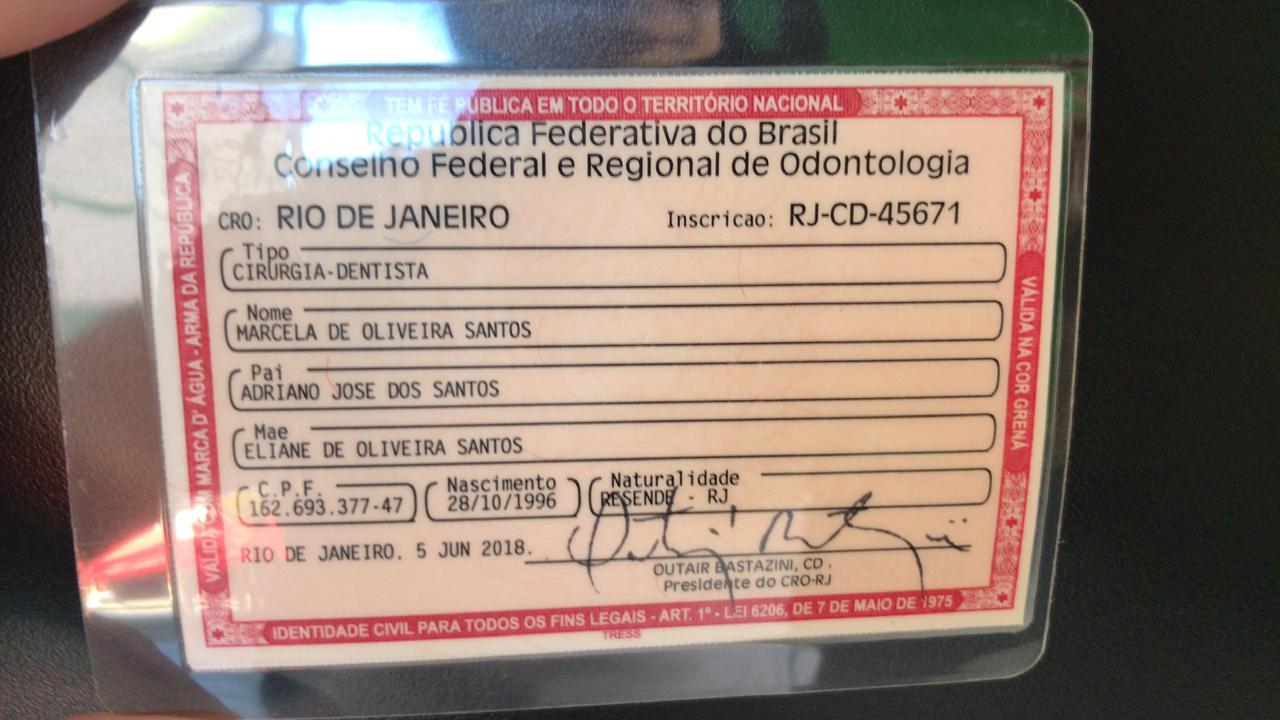 TEM FÉ PÚBLICA EM TODO O TERRITÓRIO NACIONAL
Republica Federativa do Brasil
Conselho Federal e Regional de Odontologia
CRO: RIO DE JANEIRO Inscricao: RJ-CD-45671
Tipo
CIRURGIA-DENTISTA
Nome
MARCELA DE OLIVEIRA SANTOS
Pai
ADRIANO JOSE DOS SANTOS
Mae
ELIANE DE OLIVEIRA SANTOS
C.P.F. Nascimento Naturalidade
162.693.377-47 28/10/1996 RESENDE - RJ
RIO DE JANEIRO, 5 JUN 2018.
OUTAIR BASTAZINI, CD.
Presidente do CRO-RJ
IDENTIDADE CIVIL PARA TODOS OS FINS LEGAIS - ART. 1º - LEI 6206, DE 7 DE MAIO DE 1975
TRESS
VÁLIDA COM MARCA D' ÁGUA - ARMA DA REPÚBLICA
VÁLIDA NA COR GRENÁ